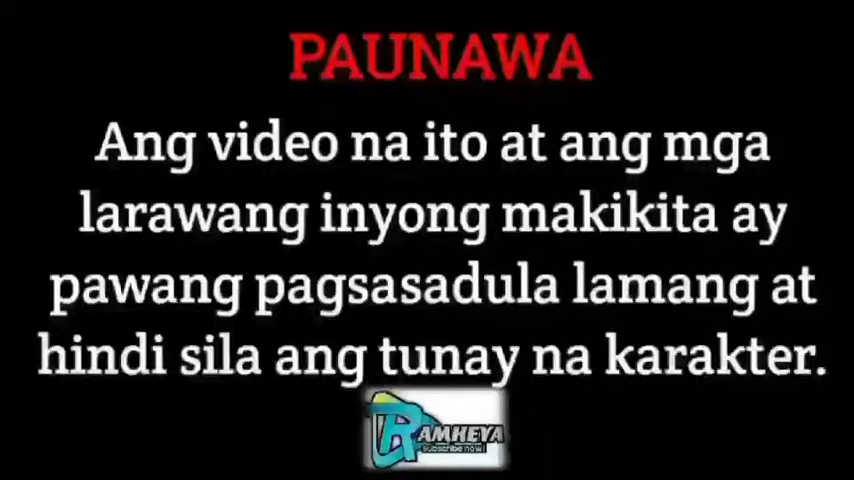 PAUNAWA
Ang video na ito at ang mga
larawang inyong makikita ay
pawang pagsasadula lamang at
hindi sila ang tunay na karakter.
RAMHEYA
subscribe now!